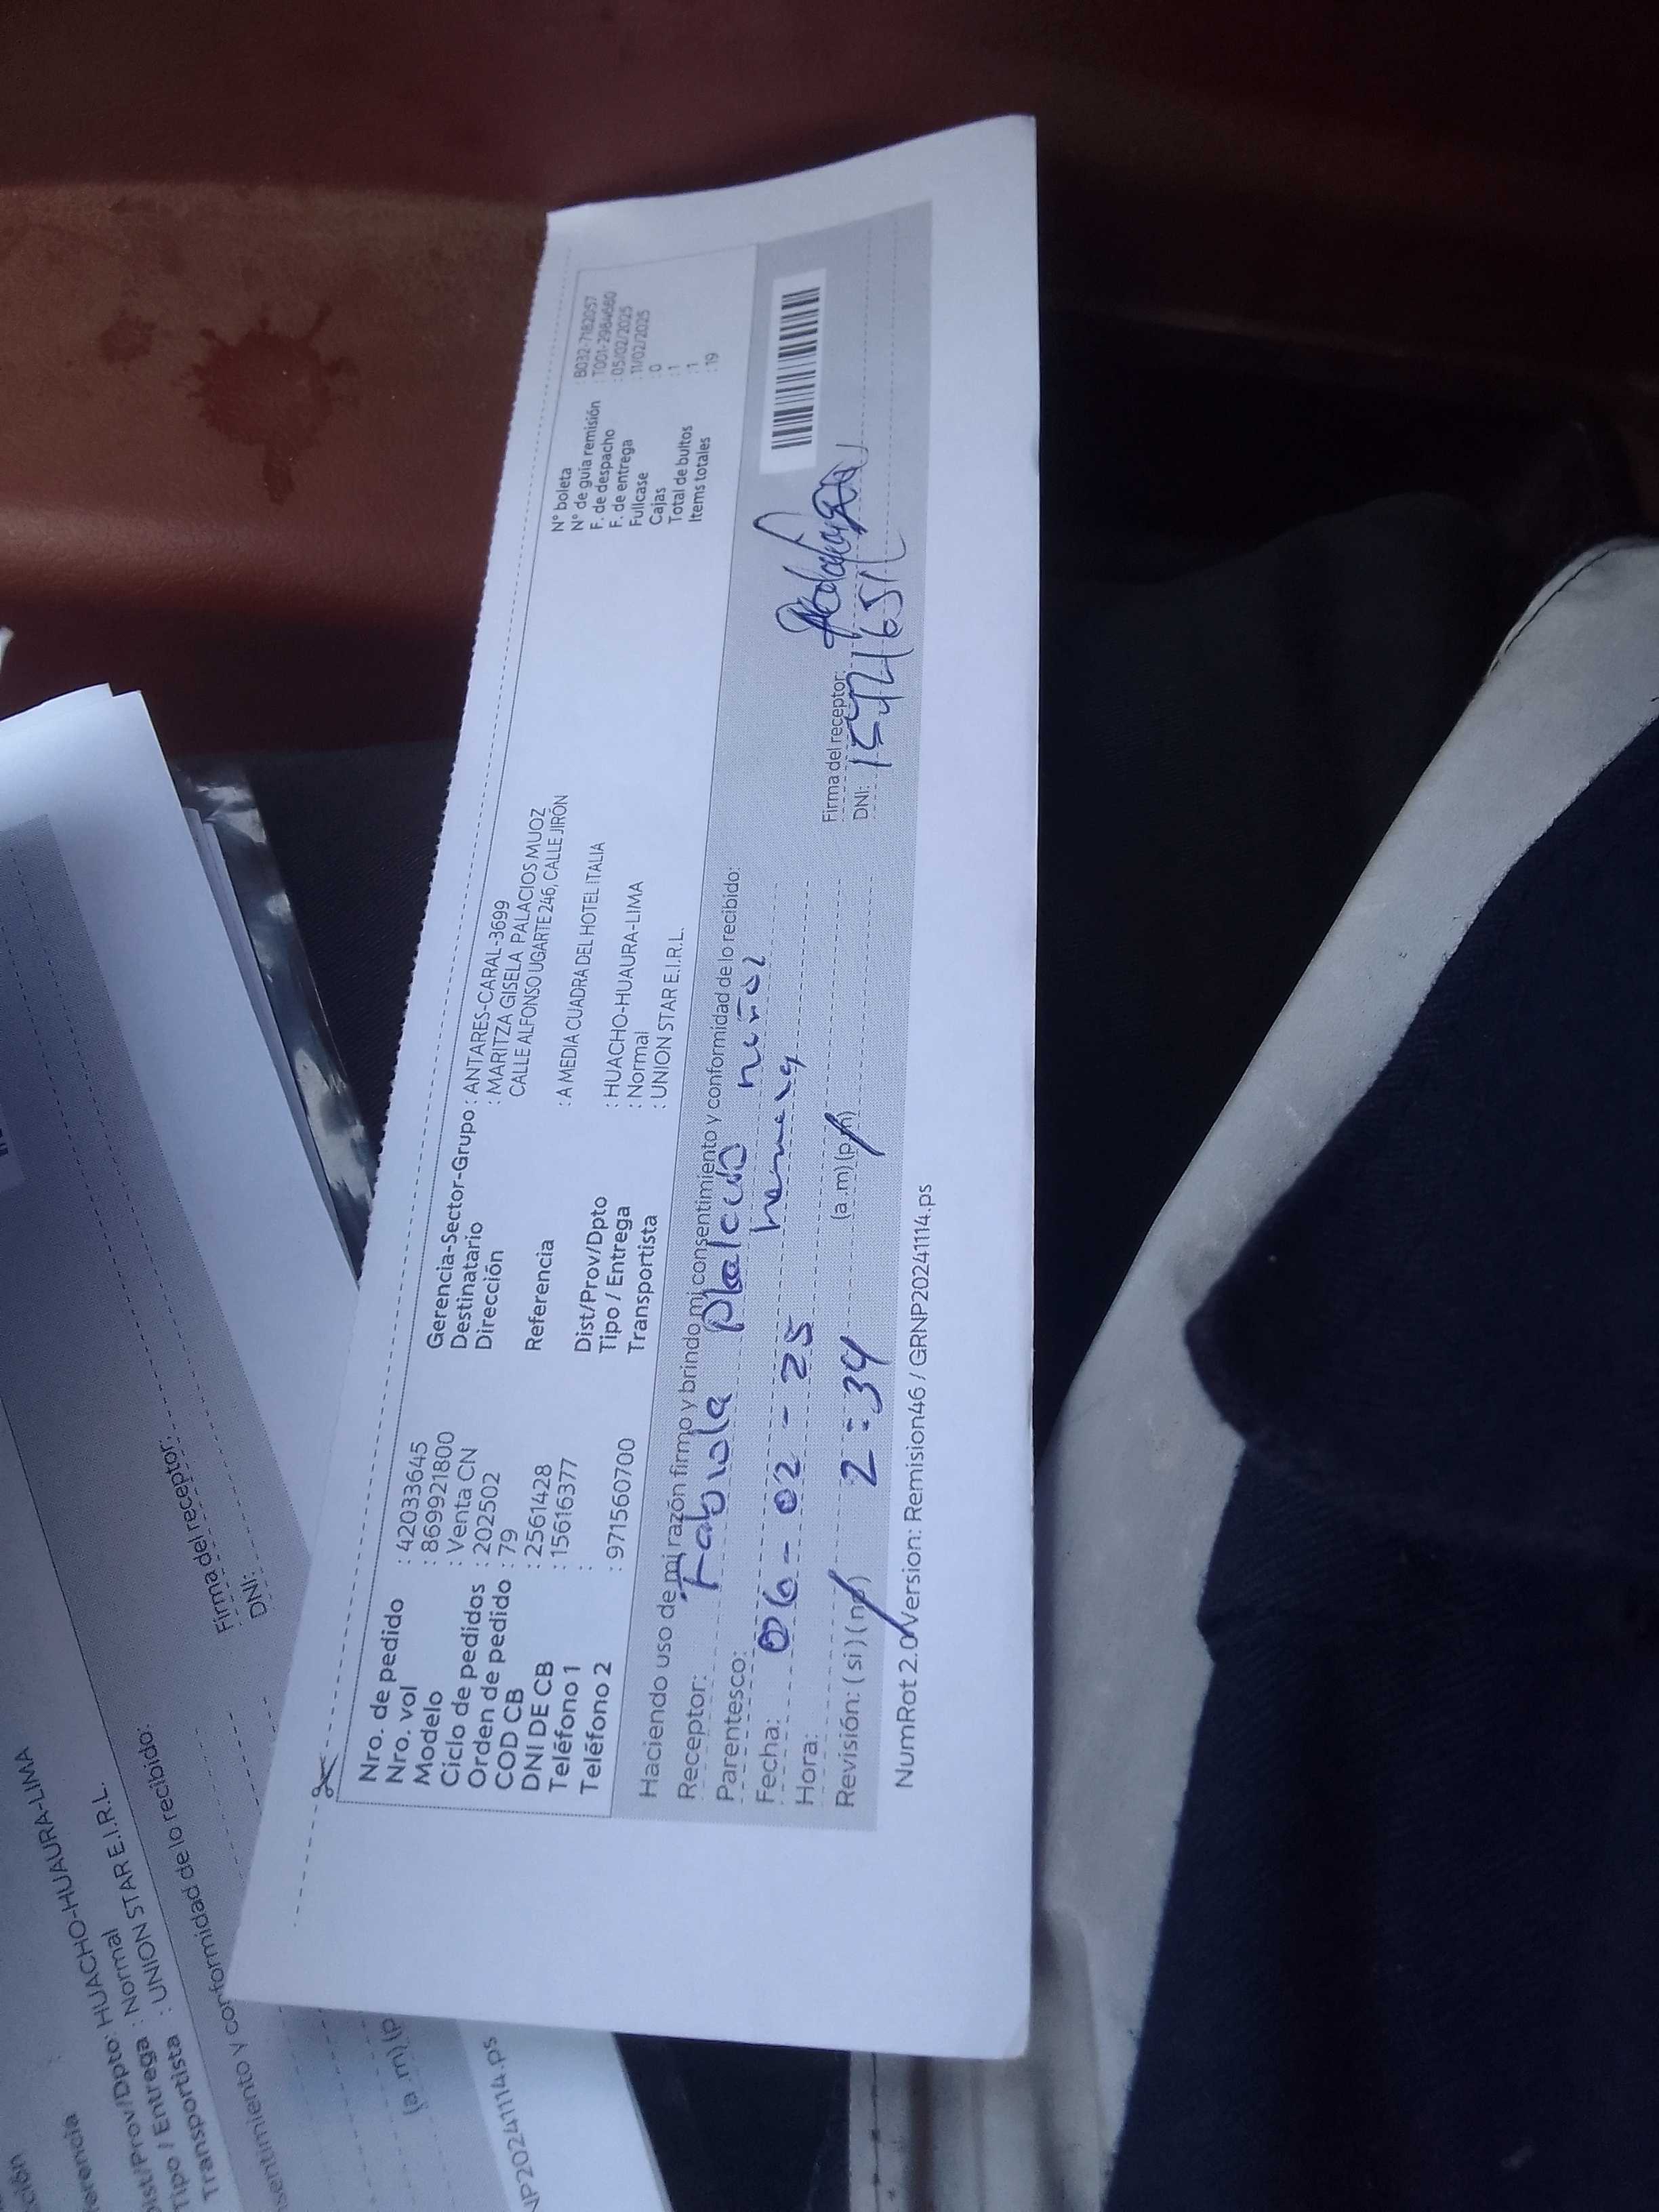 Nro. de pedido : 42033645
Nro. vol : 8699921800
Modelo : Venta CN
Ciclo de pedidos : 202502
Orden de pedido : 79
COD CB : 2561428
DNI DE CB : 15616377
Teléfono 1 :
Teléfono 2 : 971560700
Gerencia-Sector-Grupo : ANTARES-CARAL-3699
Destinatario : MARITZA GISELA PALACIOS MUOZ
Dirección CALLE ALFONSO UGARTE 246, CALLE JIRÓN
Referencia : A MEDIA CUADRA DEL HOTEL ITALIA
Dist/Prov/Dpto : HUACHO-HUAURA-LIMA
Tipo / Entrega : Normal
Transportista : UNION STAR E.I.R.L.
N° boleta : B032-7182057
N° de guía remisión : T001-2984680
F. de despacho : 05/02/2025
F. de entrega : 11/02/2025
Fullcase : 0
Cajas : 1
Total de bultos : 1
Items totales : 19
Haciendo uso de mi razón firmo y brindo mi consentimiento y conformidad de lo recibido:
Receptor: Fabiola
Parentesco: hermana
Fecha: 06-02-25
Hora: 2:34 (a.m) (p.m)
Revisión: (si) (no)
Firma del receptor:
DNI:
NumRot 2.0 Version: Remision46 / GRNP20241114.ps
Firma del receptor:
DNI:
HUACHO-HUAURA-LIMA
: Normal
Transportista : UNION STAR E.I.R.L.
y conformidad de lo recibido: